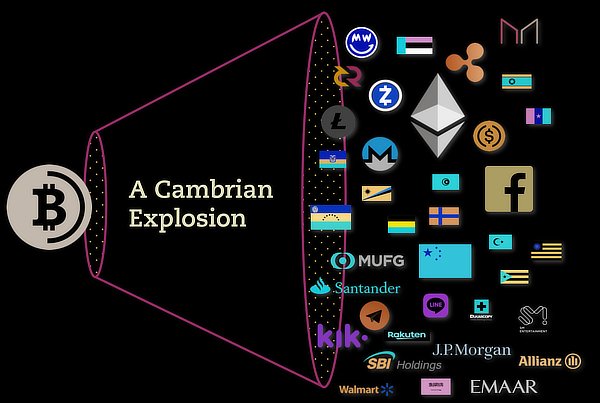 MW
A Cambrian
Explosion
MUFG
Santander
LINE
kik
Rakuten
J.P.Morgan
SBI Holdings
Allianz
Walmart
EMAAR